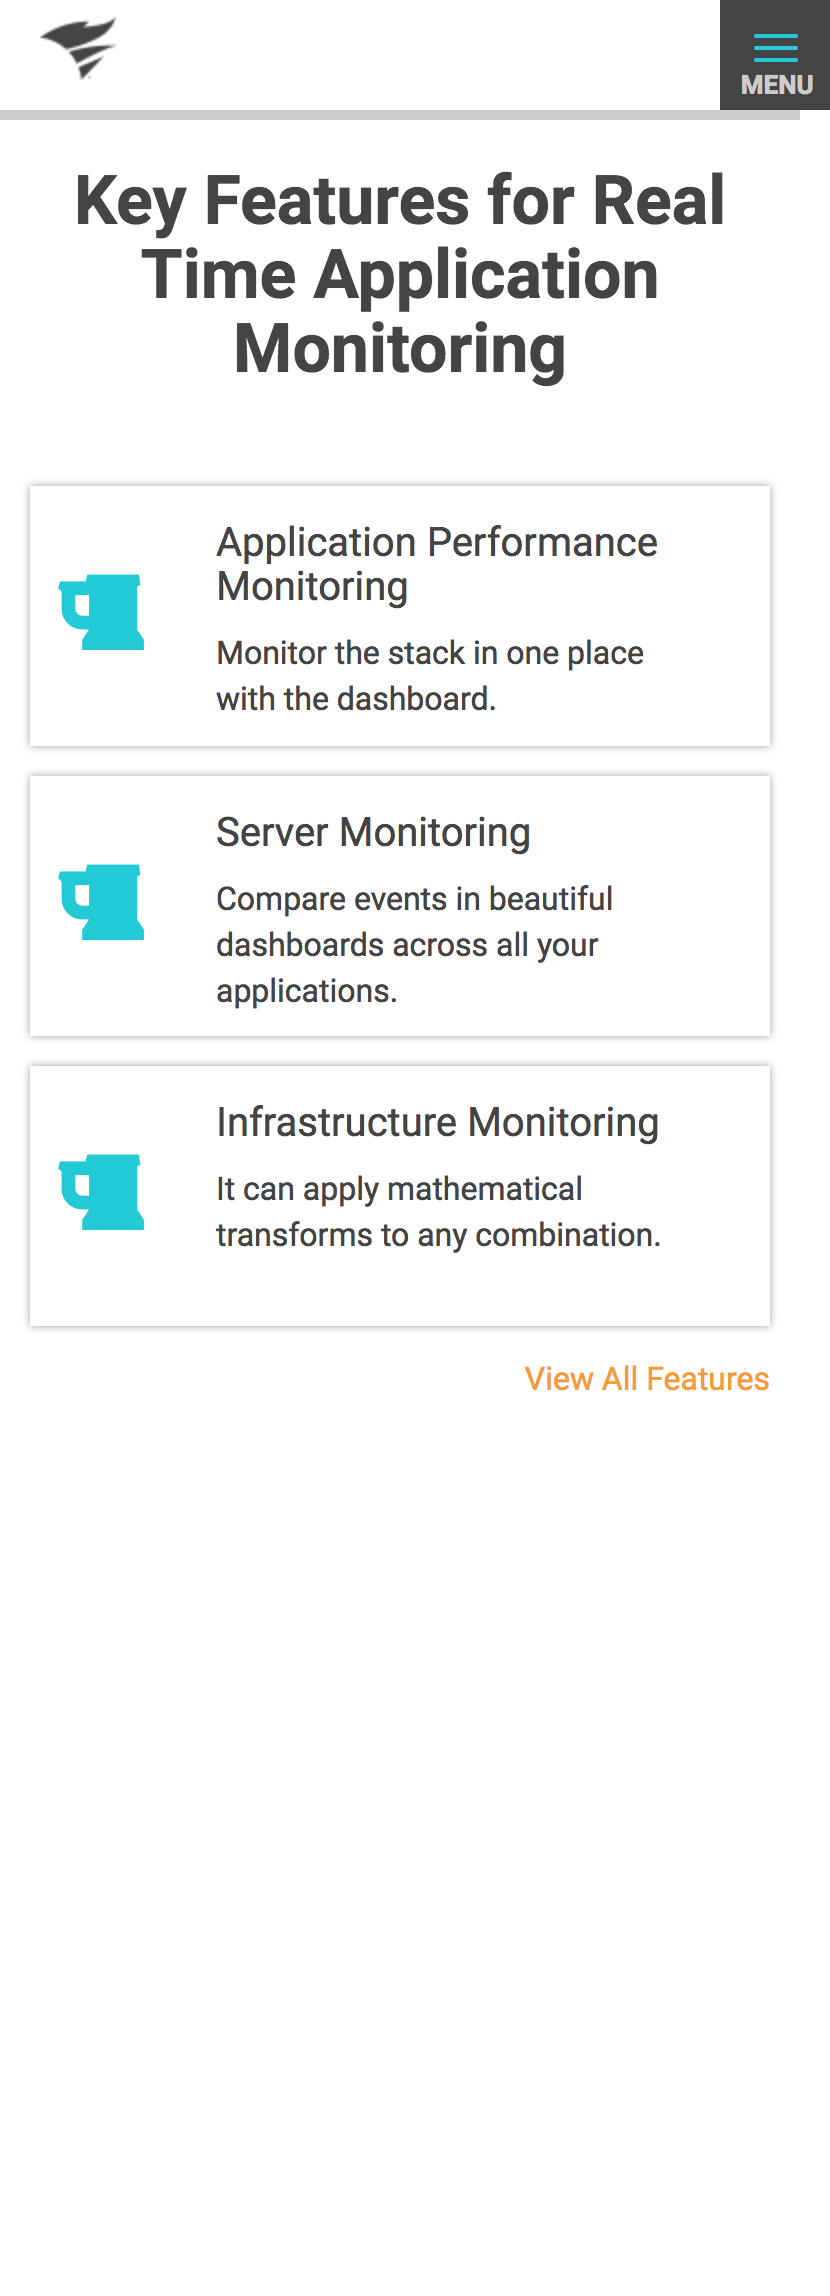 MENU
Key Features for Real
Time Application
Monitoring
Application Performance
Monitoring
Monitor the stack in one place
with the dashboard.
Server Monitoring
Compare events in beautiful
dashboards across all your
applications.
Infrastructure Monitoring
It can apply mathematical
transforms to any combination.
View All Features